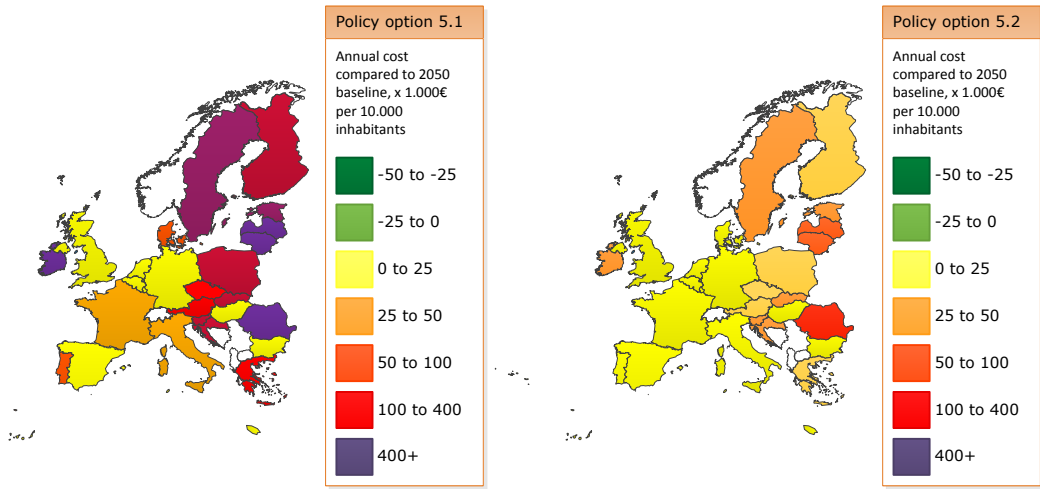 Policy option 5.1
Annual cost
compared to 2050
baseline, x 1.000€
per 10.000
inhabitants
-50 to -25
-25 to 0
0 to 25
25 to 50
50 to 100
100 to 400
400+
Policy option 5.2
Annual cost
compared to 2050
baseline, x 1.000€
per 10.000
inhabitants
-50 to -25
-25 to 0
0 to 25
25 to 50
50 to 100
100 to 400
400+